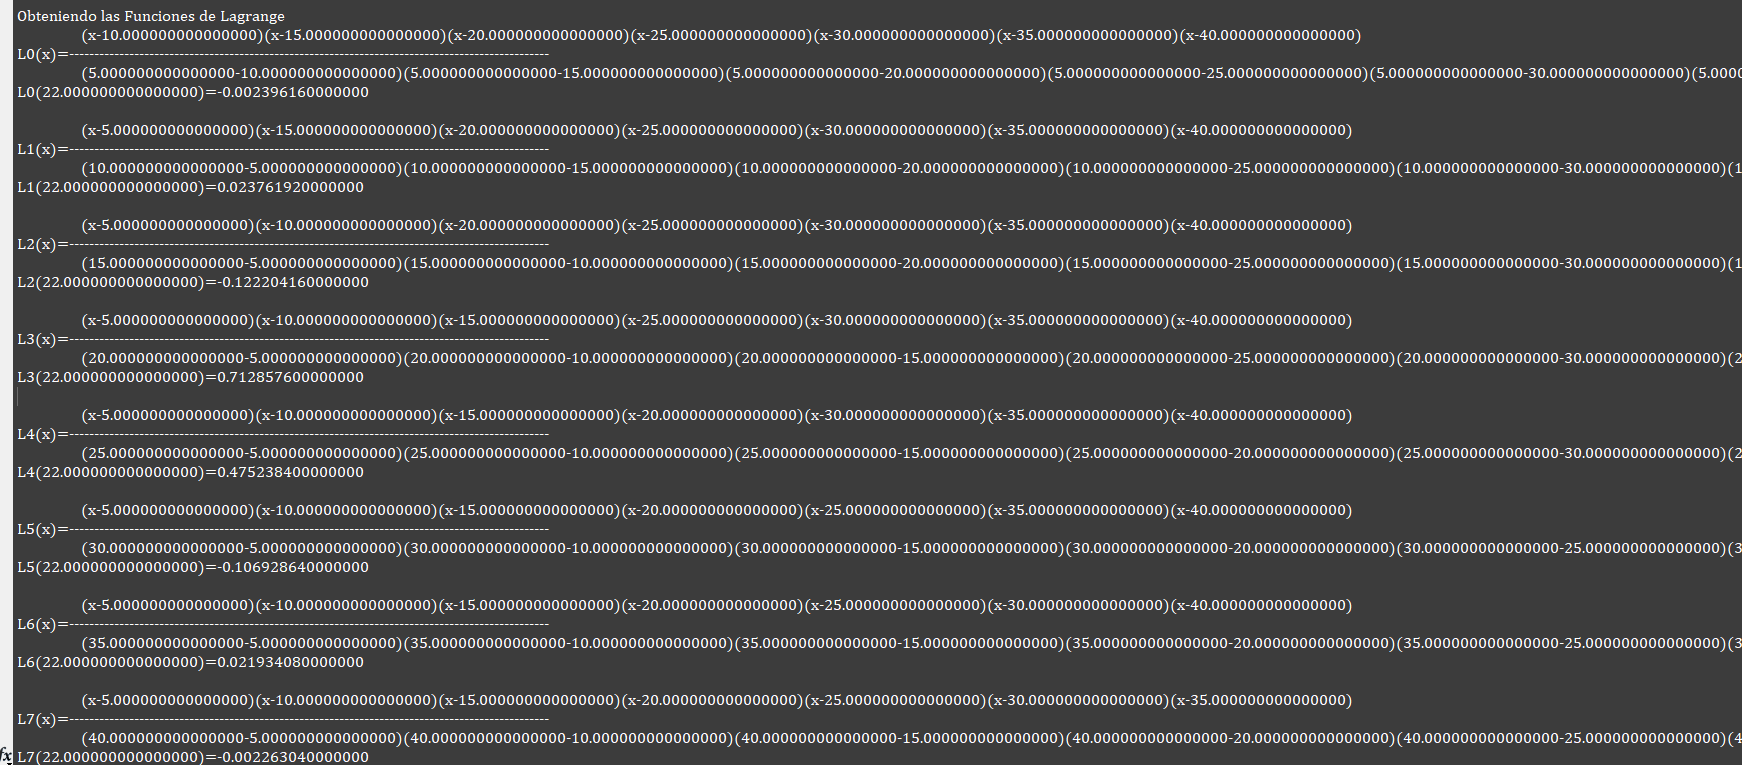 Obteniendo las Funciones de Lagrange
(x-10.000000000000000)(x-15.000000000000000)(x-20.000000000000000)(x-25.000000000000000)(x-30.000000000000000)(x-35.000000000000000)(x-40.000000000000000)
L0(x)=------------------------------------------------------------------------------------------------
(5.000000000000000-10.000000000000000)(5.000000000000000-15.000000000000000)(5.000000000000000-20.000000000000000)(5.000000000000000-25.000000000000000)(5.000000000000000-30.000000000000000)(5.0000
L0(22.000000000000000)=-0.002396160000000
(x-5.000000000000000)(x-15.000000000000000)(x-20.000000000000000)(x-25.000000000000000)(x-30.000000000000000)(x-35.000000000000000)(x-40.000000000000000)
L1(x)=------------------------------------------------------------------------------------------------
(10.000000000000000-5.000000000000000)(10.000000000000000-15.000000000000000)(10.000000000000000-20.000000000000000)(10.000000000000000-25.000000000000000)(10.000000000000000-30.000000000000000)(1
L1(22.000000000000000)=0.023761920000000
(x-5.000000000000000)(x-10.000000000000000)(x-20.000000000000000)(x-25.000000000000000)(x-30.000000000000000)(x-35.000000000000000)(x-40.000000000000000)
L2(x)=------------------------------------------------------------------------------------------------
(15.000000000000000-5.000000000000000)(15.000000000000000-10.000000000000000)(15.000000000000000-20.000000000000000)(15.000000000000000-25.000000000000000)(15.000000000000000-30.000000000000000)(1
L2(22.000000000000000)=-0.122204160000000
(x-5.000000000000000)(x-10.000000000000000)(x-15.000000000000000)(x-25.000000000000000)(x-30.000000000000000)(x-35.000000000000000)(x-40.000000000000000)
L3(x)=------------------------------------------------------------------------------------------------
(20.000000000000000-5.000000000000000)(20.000000000000000-10.000000000000000)(20.000000000000000-15.000000000000000)(20.000000000000000-25.000000000000000)(20.000000000000000-30.000000000000000)(2
L3(22.000000000000000)=0.712857600000000
(x-5.000000000000000)(x-10.000000000000000)(x-15.000000000000000)(x-20.000000000000000)(x-30.000000000000000)(x-35.000000000000000)(x-40.000000000000000)
L4(x)=------------------------------------------------------------------------------------------------
(25.000000000000000-5.000000000000000)(25.000000000000000-10.000000000000000)(25.000000000000000-15.000000000000000)(25.000000000000000-20.000000000000000)(25.000000000000000-30.000000000000000)(2
L4(22.000000000000000)=0.475238400000000
(x-5.000000000000000)(x-10.000000000000000)(x-15.000000000000000)(x-20.000000000000000)(x-25.000000000000000)(x-35.000000000000000)(x-40.000000000000000)
L5(x)=------------------------------------------------------------------------------------------------
(30.000000000000000-5.000000000000000)(30.000000000000000-10.000000000000000)(30.000000000000000-15.000000000000000)(30.000000000000000-20.000000000000000)(30.000000000000000-25.000000000000000)(3
L5(22.000000000000000)=-0.106928640000000
(x-5.000000000000000)(x-10.000000000000000)(x-15.000000000000000)(x-20.000000000000000)(x-25.000000000000000)(x-30.000000000000000)(x-40.000000000000000)
L6(x)=------------------------------------------------------------------------------------------------
(35.000000000000000-5.000000000000000)(35.000000000000000-10.000000000000000)(35.000000000000000-15.000000000000000)(35.000000000000000-20.000000000000000)(35.000000000000000-25.000000000000000)(3
L6(22.000000000000000)=0.021934080000000
(x-5.000000000000000)(x-10.000000000000000)(x-15.000000000000000)(x-20.000000000000000)(x-25.000000000000000)(x-30.000000000000000)(x-35.000000000000000)
L7(x)=------------------------------------------------------------------------------------------------
(40.000000000000000-5.000000000000000)(40.000000000000000-10.000000000000000)(40.000000000000000-15.000000000000000)(40.000000000000000-20.000000000000000)(40.000000000000000-25.000000000000000)(4
fx
L7(22.000000000000000)=-0.002263040000000